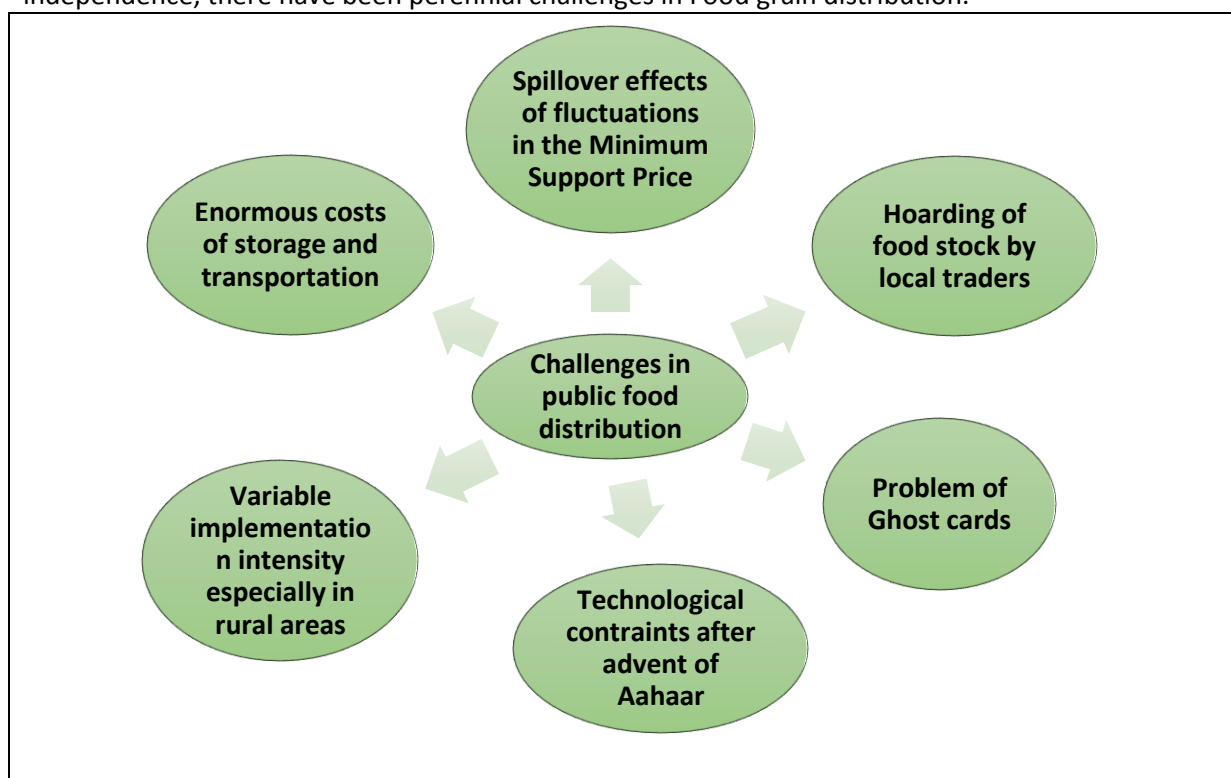 independence, there have been perennial challenges in Food grain distribution.
Spillover effects
of fluctuations
in the Minimum
Support Price
Enormous costs
of storage and
transportation
Hoarding of
food stock by
local traders
Challenges in
public food
distribution
Variable
implementatio
n intensity
especially in
rural areas
Problem of
Ghost cards
Technological
contraints after
advent of
Aahaar